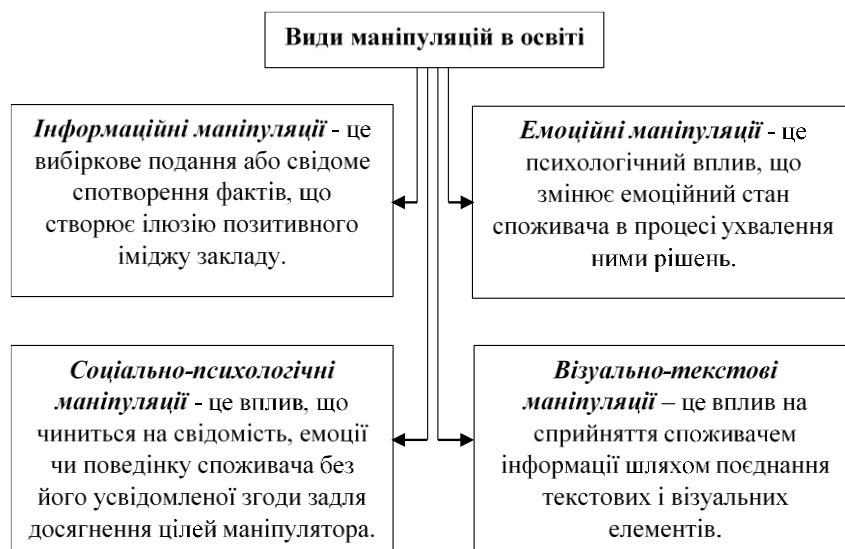 Види маніпуляцій в освіті
Інформаційні маніпуляції - це
вибіркове подання або свідоме
спотворення фактів, що
створює ілюзію позитивного
іміджу закладу.
Емоційні маніпуляції - це
психологічний вплив, що
змінює емоційний стан
споживача в процесі ухвалення
ними рішень.
Соціально-психологічні
маніпуляції - це вплив, що
чиниться на свідомість, емоції
чи поведінку споживача без
його усвідомленої згоди задля
досягнення цілей маніпулятора.
Візуально-текстові
маніпуляції – це вплив на
сприйняття споживачем
інформації шляхом поєднання
текстових і візуальних
елементів.